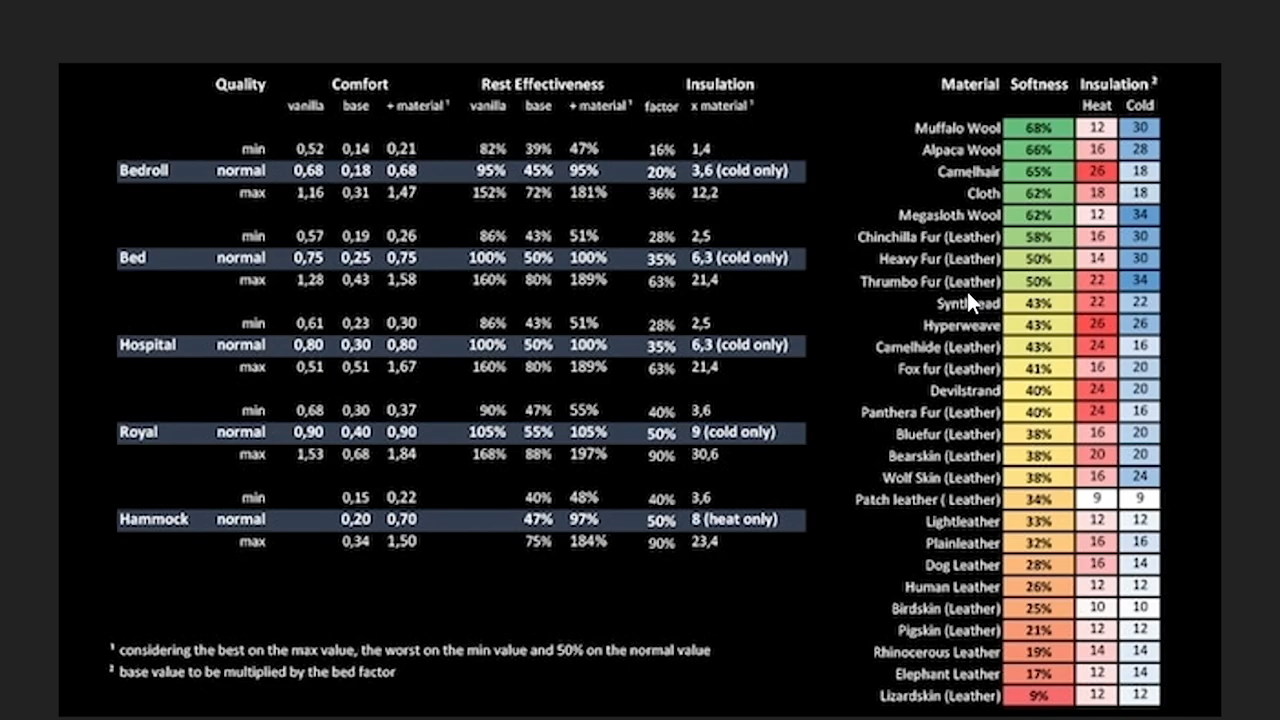 Quality Comfort Rest Effectiveness Insulation
vanilla base + material ¹ vanilla base + material ¹ factor x material ¹
min 0,52 0,14 0,21 82% 39% 47% 16% 1,4
Bedroll normal 0,68 0,18 0,68 95% 45% 95% 20% 3,6 (cold only)
max 1,16 0,31 1,47 152% 72% 181% 36% 12,2
min 0,57 0,19 0,26 86% 43% 51% 28% 2,5
Bed normal 0,75 0,25 0,75 100% 50% 100% 35% 6,3 (cold only)
max 1,28 0,43 1,58 160% 80% 189% 63% 21,4
min 0,61 0,23 0,30 86% 43% 51% 28% 2,5
Hospital normal 0,80 0,30 0,80 100% 50% 100% 35% 6,3 (cold only)
max 0,51 0,51 1,67 160% 80% 189% 63% 21,4
min 0,68 0,30 0,37 90% 47% 55% 40% 3,6
Royal normal 0,90 0,40 0,90 105% 55% 105% 50% 9 (cold only)
max 1,53 0,68 1,84 168% 88% 197% 90% 30,6
min 0,15 0,22 40% 48% 40% 3,6
Hammock normal 0,20 0,70 47% 97% 50% 8 (heat only)
max 0,34 1,50 75% 184% 90% 23,4
¹ considering the best on the max value, the worst on the min value and 50% on the normal value
² base value to be multiplied by the bed factor
Material Softness Insulation ²
Heat Cold
Muffalo Wool 68% 12 30
Alpaca Wool 66% 16 28
Camelhair 65% 26 18
Cloth 62% 18 18
Megasloth Wool 62% 12 34
Chinchilla Fur (Leather) 58% 16 30
Heavy Fur (Leather) 50% 14 30
Thrumbo Fur (Leather) 50% 22 34
43% 22 22
Hyperweave 43% 26 26
Camelhide (Leather) 43% 24 16
Fox fur (Leather) 41% 16 20
Devilstrand 40% 24 20
Panthera Fur (Leather) 40% 24 16
Bluefur (Leather) 38% 16 20
Bearskin (Leather) 38% 20 20
Wolf Skin (Leather) 38% 16 24
Patch leather ( Leather) 34% 9 9
Lightleather 33% 12 12
Plainleather 32% 16 16
Dog Leather 28% 16 14
Human Leather 26% 12 12
Birdskin (Leather) 25% 10 10
Pigskin (Leather) 21% 12 12
Rhinocerous Leather 19% 14 14
Elephant Leather 17% 12 14
Lizardskin (Leather) 9% 12 12